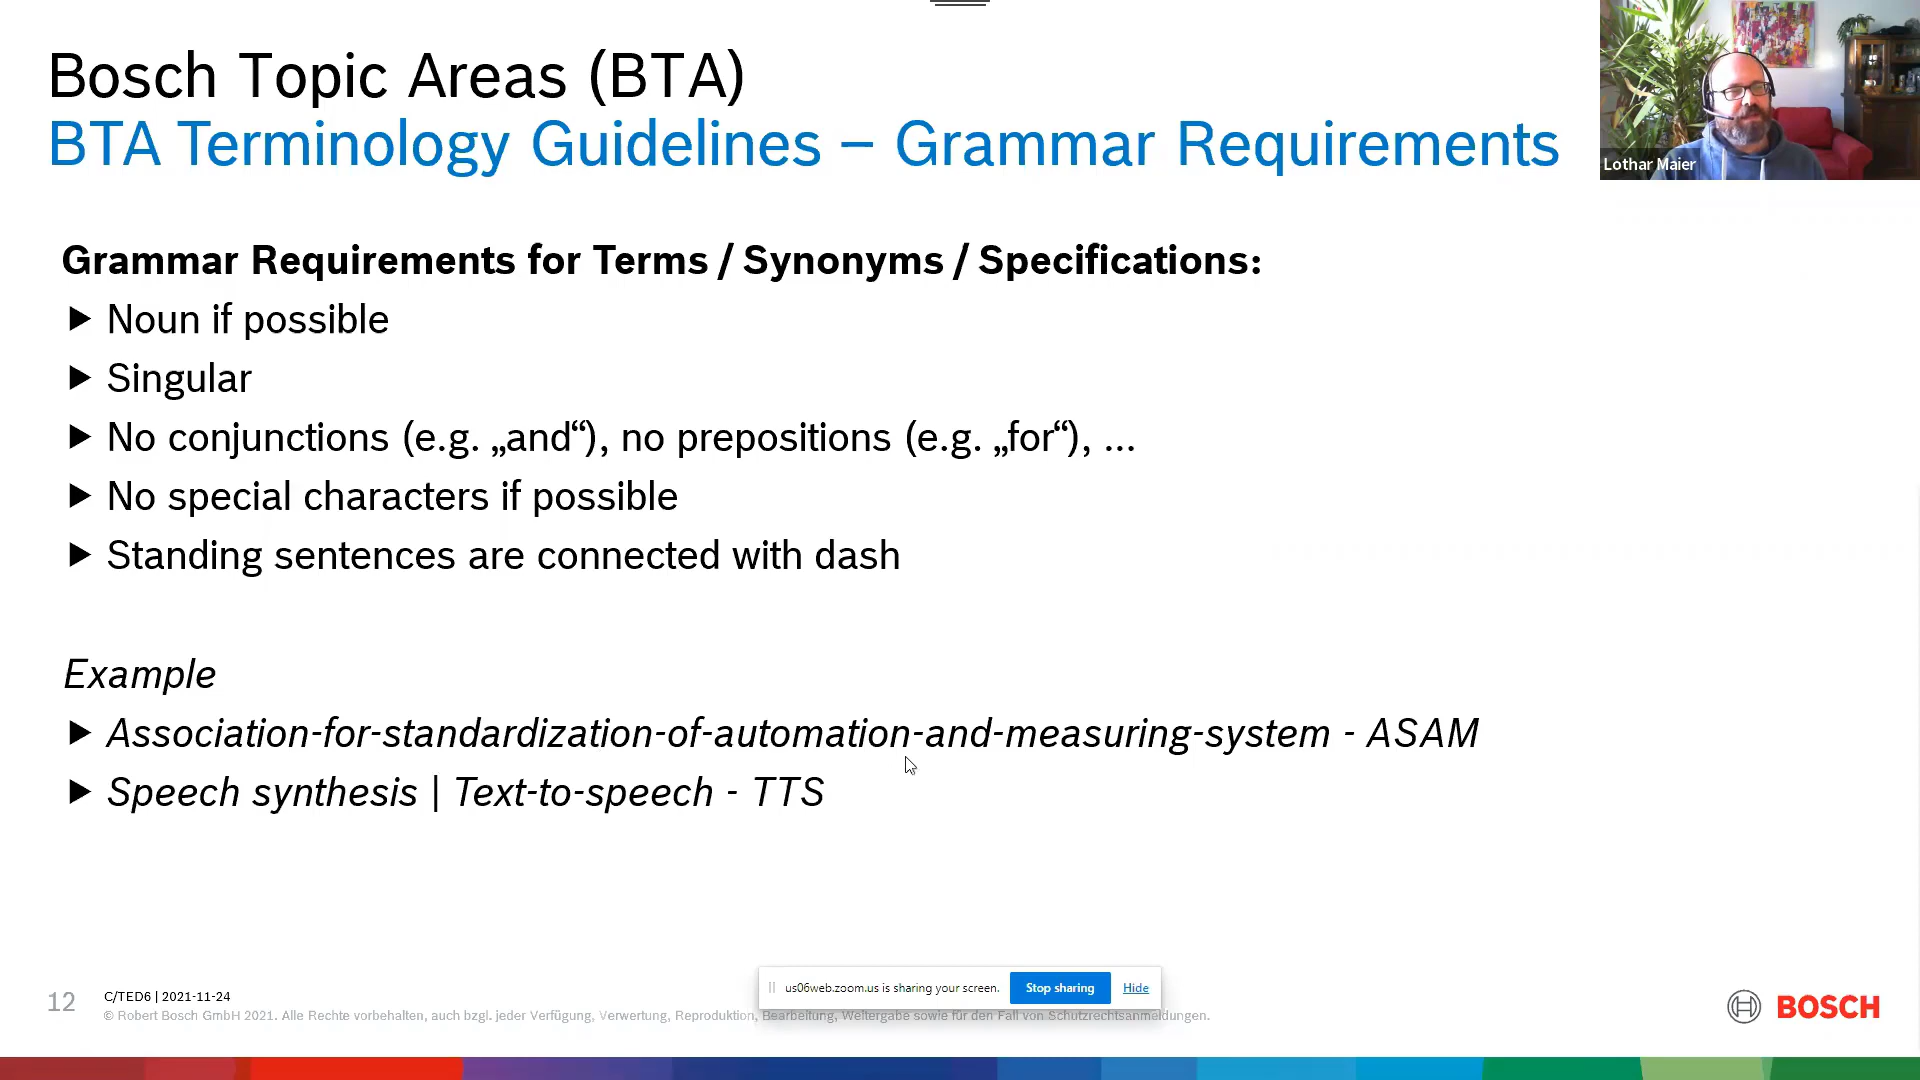 Bosch Topic Areas (BTA)
BTA Terminology Guidelines – Grammar Requirements
Lothar Maier
Grammar Requirements for Terms / Synonyms / Specifications:
Noun if possible
Singular
No conjunctions (e.g. „and“), no prepositions (e.g. „for“), ...
No special characters if possible
Standing sentences are connected with dash
Example
Association-for-standardization-of-automation-and-measuring-system - ASAM
Speech synthesis | Text-to-speech - TTS
us06web.zoom.us is sharing your screen. Stop sharing Hide
12 C/TED6 | 2021-11-24
© Robert Bosch GmbH 2021. Alle Rechte vorbehalten, auch bzgl. jeder Verfügung, Verwertung, Reproduktion, Bearbeitung, Weitergabe sowie für den Fall von Schutzrechtsanmeldungen.
BOSCH